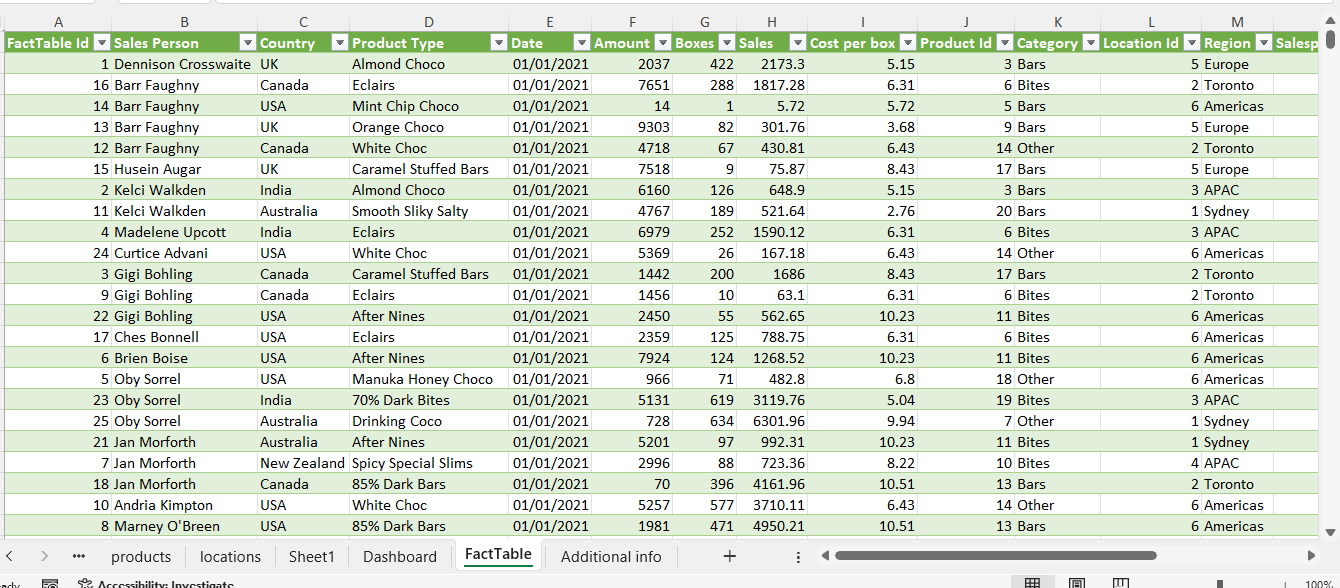 A B C D E F G H I J K L M
FactTable Id Sales Person Country Product Type Date Amount Boxes Sales Cost per box Product Id Category Location Id Region Salesp
1 Dennison Crosswaite UK Almond Choco 01/01/2021 2037 422 2173.3 5.15 3 Bars 5 Europe
16 Barr Faughny Canada Eclairs 01/01/2021 7651 288 1817.28 6.31 6 Bites 2 Toronto
14 Barr Faughny USA Mint Chip Choco 01/01/2021 14 1 5.72 5.72 5 Bars 6 Americas
13 Barr Faughny UK Orange Choco 01/01/2021 9303 82 301.76 3.68 9 Bars 5 Europe
12 Barr Faughny Canada White Choc 01/01/2021 4718 67 430.81 6.43 14 Other 2 Toronto
15 Husein Augar UK Caramel Stuffed Bars 01/01/2021 7518 9 75.87 8.43 17 Bars 5 Europe
2 Kelci Walkden India Almond Choco 01/01/2021 6160 126 648.9 5.15 3 Bars 3 APAC
11 Kelci Walkden Australia Smooth Sliky Salty 01/01/2021 4767 189 521.64 2.76 20 Bars 1 Sydney
4 Madelene Upcott India Eclairs 01/01/2021 6979 252 1590.12 6.31 6 Bites 3 APAC
24 Curtice Advani USA White Choc 01/01/2021 5369 26 167.18 6.43 14 Other 6 Americas
3 Gigi Bohling Canada Caramel Stuffed Bars 01/01/2021 1442 200 1686 8.43 17 Bars 2 Toronto
9 Gigi Bohling Canada Eclairs 01/01/2021 1456 10 63.1 6.31 6 Bites 2 Toronto
22 Gigi Bohling USA After Nines 01/01/2021 2450 55 562.65 10.23 11 Bites 6 Americas
17 Ches Bonnell USA Eclairs 01/01/2021 2359 125 788.75 6.31 6 Bites 6 Americas
6 Brien Boise USA After Nines 01/01/2021 7924 124 1268.52 10.23 11 Bites 6 Americas
5 Oby Sorrel USA Manuka Honey Choco 01/01/2021 966 71 482.8 6.8 18 Other 6 Americas
23 Oby Sorrel India 70% Dark Bites 01/01/2021 5131 619 3119.76 5.04 19 Bites 3 APAC
25 Oby Sorrel Australia Drinking Coco 01/01/2021 728 634 6301.96 9.94 7 Other 1 Sydney
21 Jan Morforth Australia After Nines 01/01/2021 5201 97 992.31 10.23 11 Bites 1 Sydney
7 Jan Morforth New Zealand Spicy Special Slims 01/01/2021 2996 88 723.36 8.22 10 Bites 4 APAC
18 Jan Morforth Canada 85% Dark Bars 01/01/2021 70 396 4161.96 10.51 13 Bars 2 Toronto
10 Andria Kimpton USA White Choc 01/01/2021 5257 577 3710.11 6.43 14 Other 6 Americas
8 Marney O'Breen USA 85% Dark Bars 01/01/2021 1981 471 4950.21 10.51 13 Bars 6 Americas
products locations Sheet1 Dashboard FactTable Additional info
Accessibility: Investigate 100%